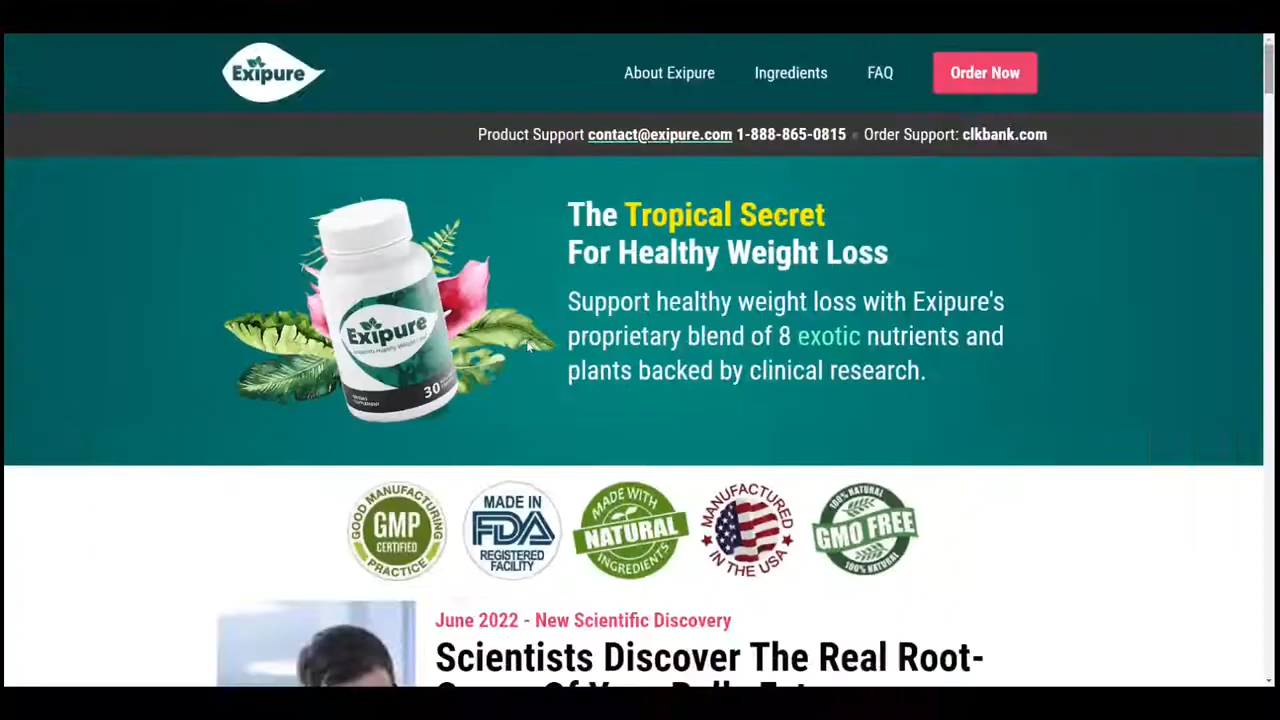 Exipure
About Exipure
Ingredients
FAQ
Order Now
Product Support contact@exipure.com 1-888-865-0815 Order Support: clkbank.com
The Tropical Secret
For Healthy Weight Loss
Support healthy weight loss with Exipure's
proprietary blend of 8 exotic nutrients and
plants backed by clinical research.
Exipure
30
GOOD MANUFACTURING
GMP
CERTIFIED
PRACTICE
MADE IN
FDA
REGISTERED
FACILITY
MADE WITH
NATURAL
INGREDIENTS
MANUFACTURED
IN THE USA
100% NATURAL
GMO FREE
100% NATURAL
June 2022 - New Scientific Discovery
Scientists Discover The Real Root-